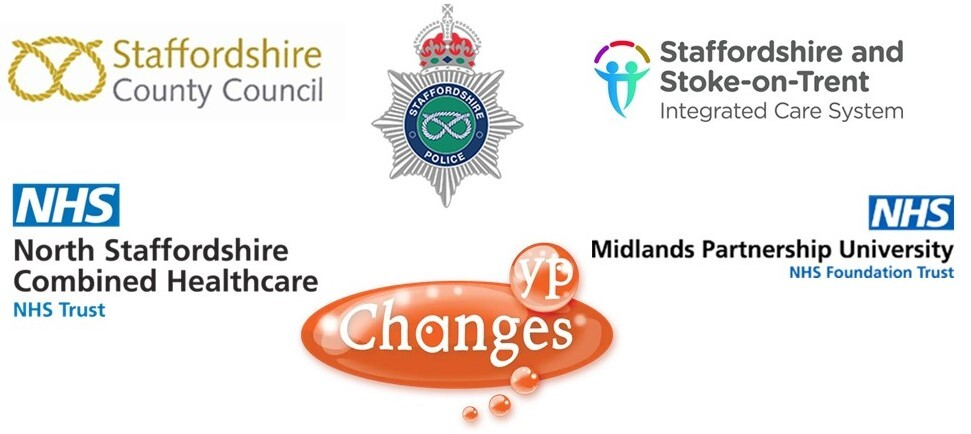 Staffordshire
County Council
STAFFORDSHIRE
POLICE
Staffordshire and
Stoke-on-Trent
Integrated Care System
NHS
North Staffordshire
Combined Healthcare
NHS Trust
NHS
Midlands Partnership University
NHS Foundation Trust
yp
Changes